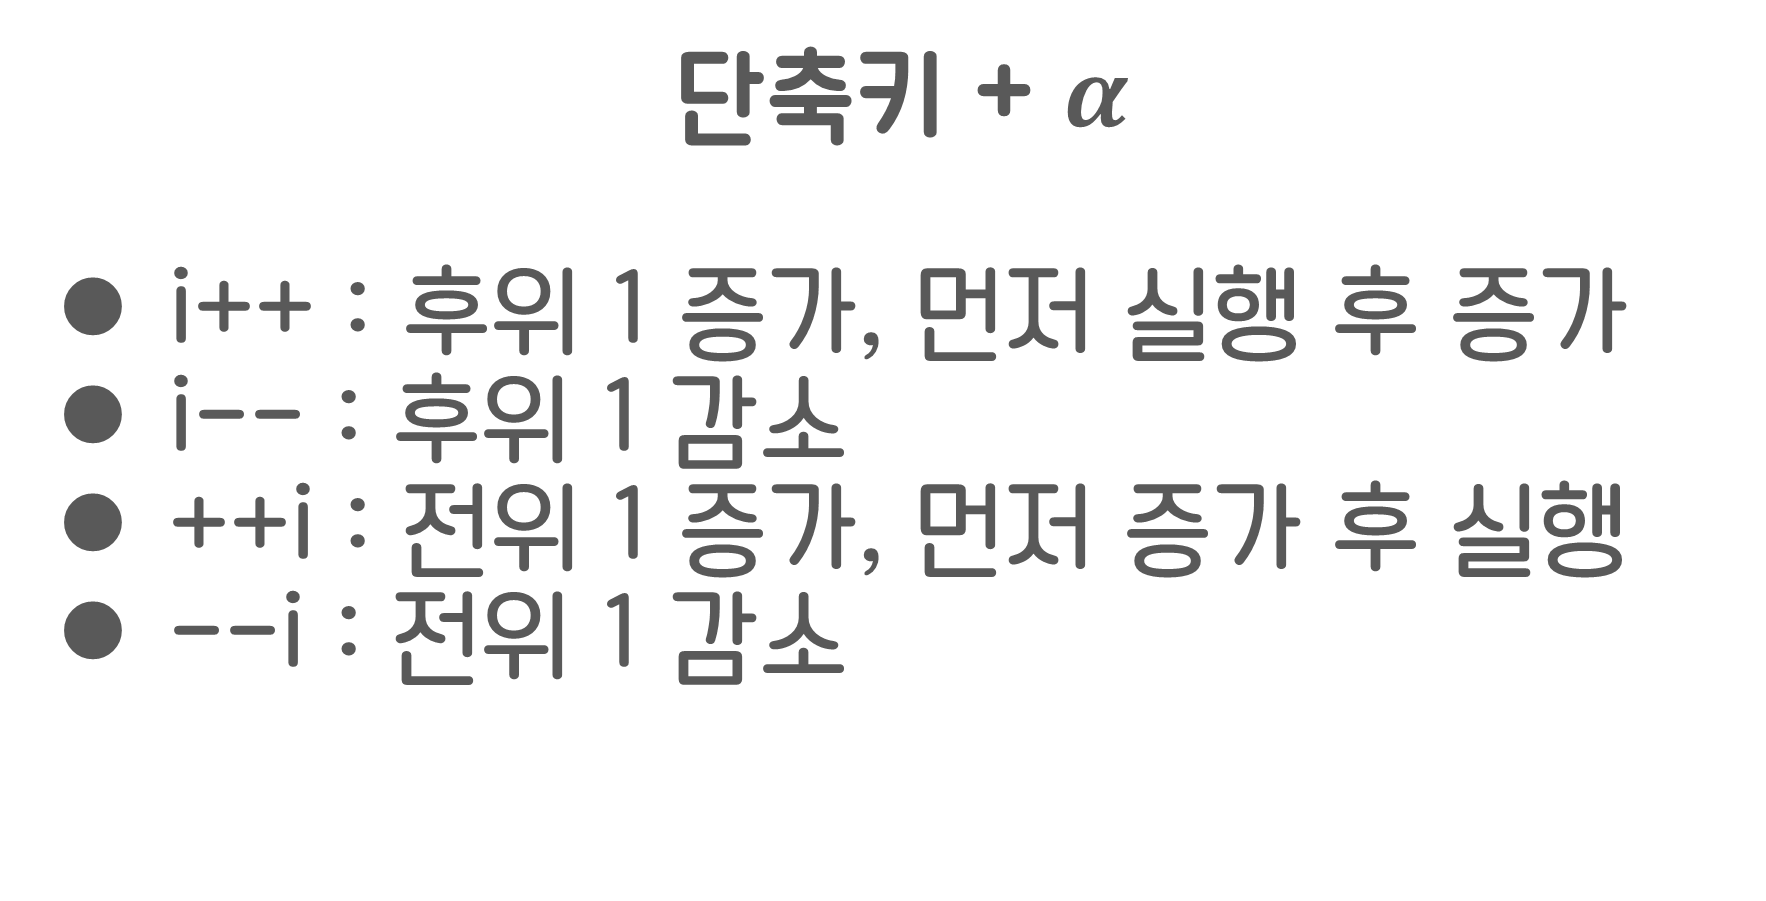 단축키 + α
● i++ : 후위 1 증가, 먼저 실행 후 증가
● i-- : 후위 1 감소
● ++i : 전위 1 증가, 먼저 증가 후 실행
● --i : 전위 1 감소